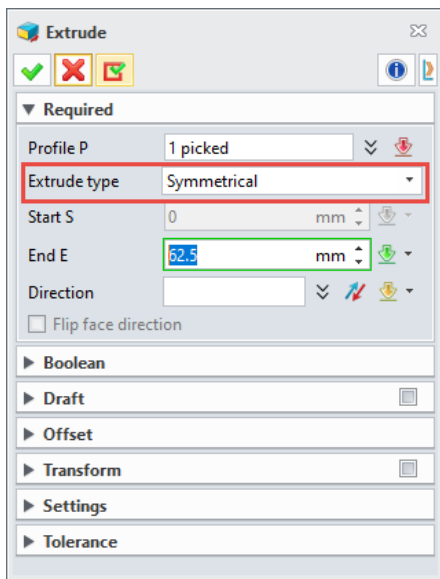 Extrude
Required
Profile P 1 picked
Extrude type Symmetrical
Start S 0 mm
End E 62.5 mm
Direction
Flip face direction
Boolean
Draft
Offset
Transform
Settings
Tolerance